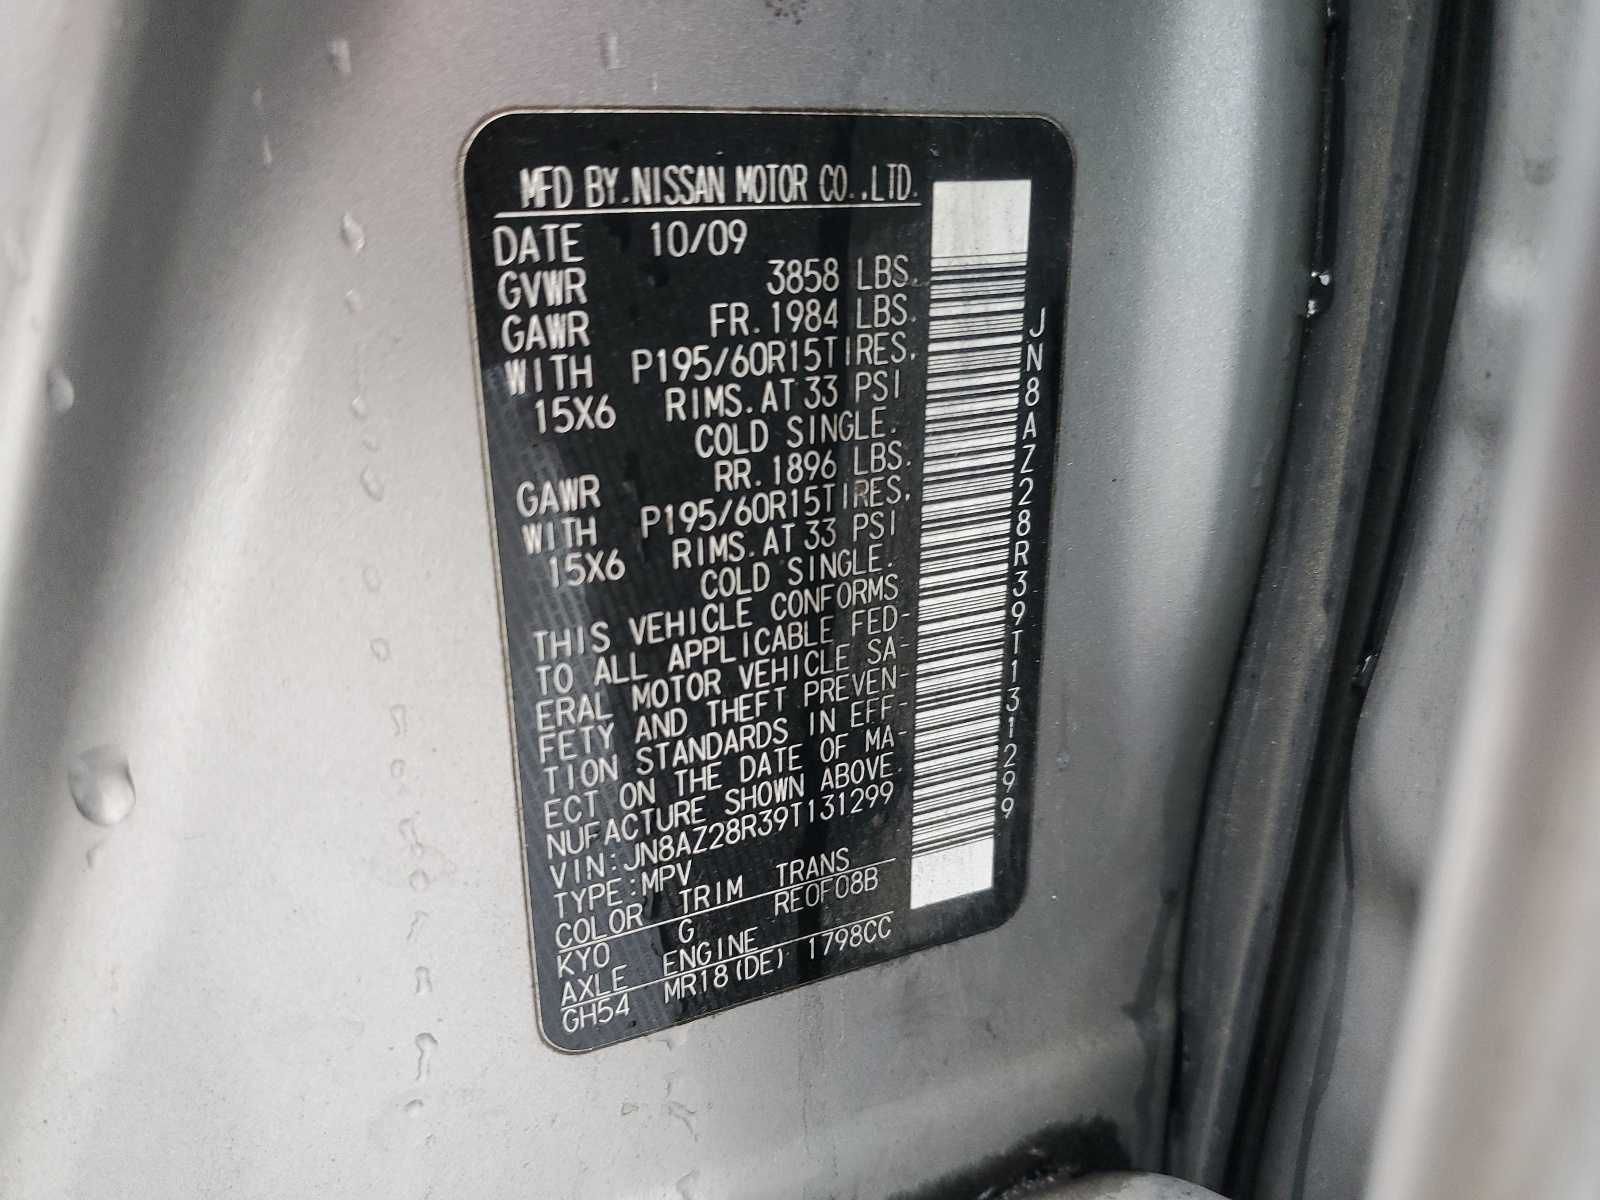 MFD BY.NISSAN MOTOR CO.,LTD.
DATE 10/09
GVWR 3858 LBS.
GAWR FR. 1984 LBS.
WITH P195/60R15TIRES.
15X6 RIMS. AT 33 PSI
COLD SINGLE.
GAWR RR. 1896 LBS.
WITH P195/60R15TIRES.
15X6 RIMS. AT 33 PSI
COLD SINGLE.
THIS VEHICLE CONFORMS
TO ALL APPLICABLE FED-
ERAL MOTOR VEHICLE SA-
FETY AND THEFT PREVEN-
TION STANDARDS IN EFF-
ECT ON THE DATE OF MA-
NUFACTURE SHOWN ABOVE.
VIN:JN8AZ28R39T131299
TYPE:MPV
COLOR TRIM TRANS
KY0 G RE0F08B
AXLE ENGINE
GH54 MR18(DE) 1798CC
JN8AZ28R39T131299